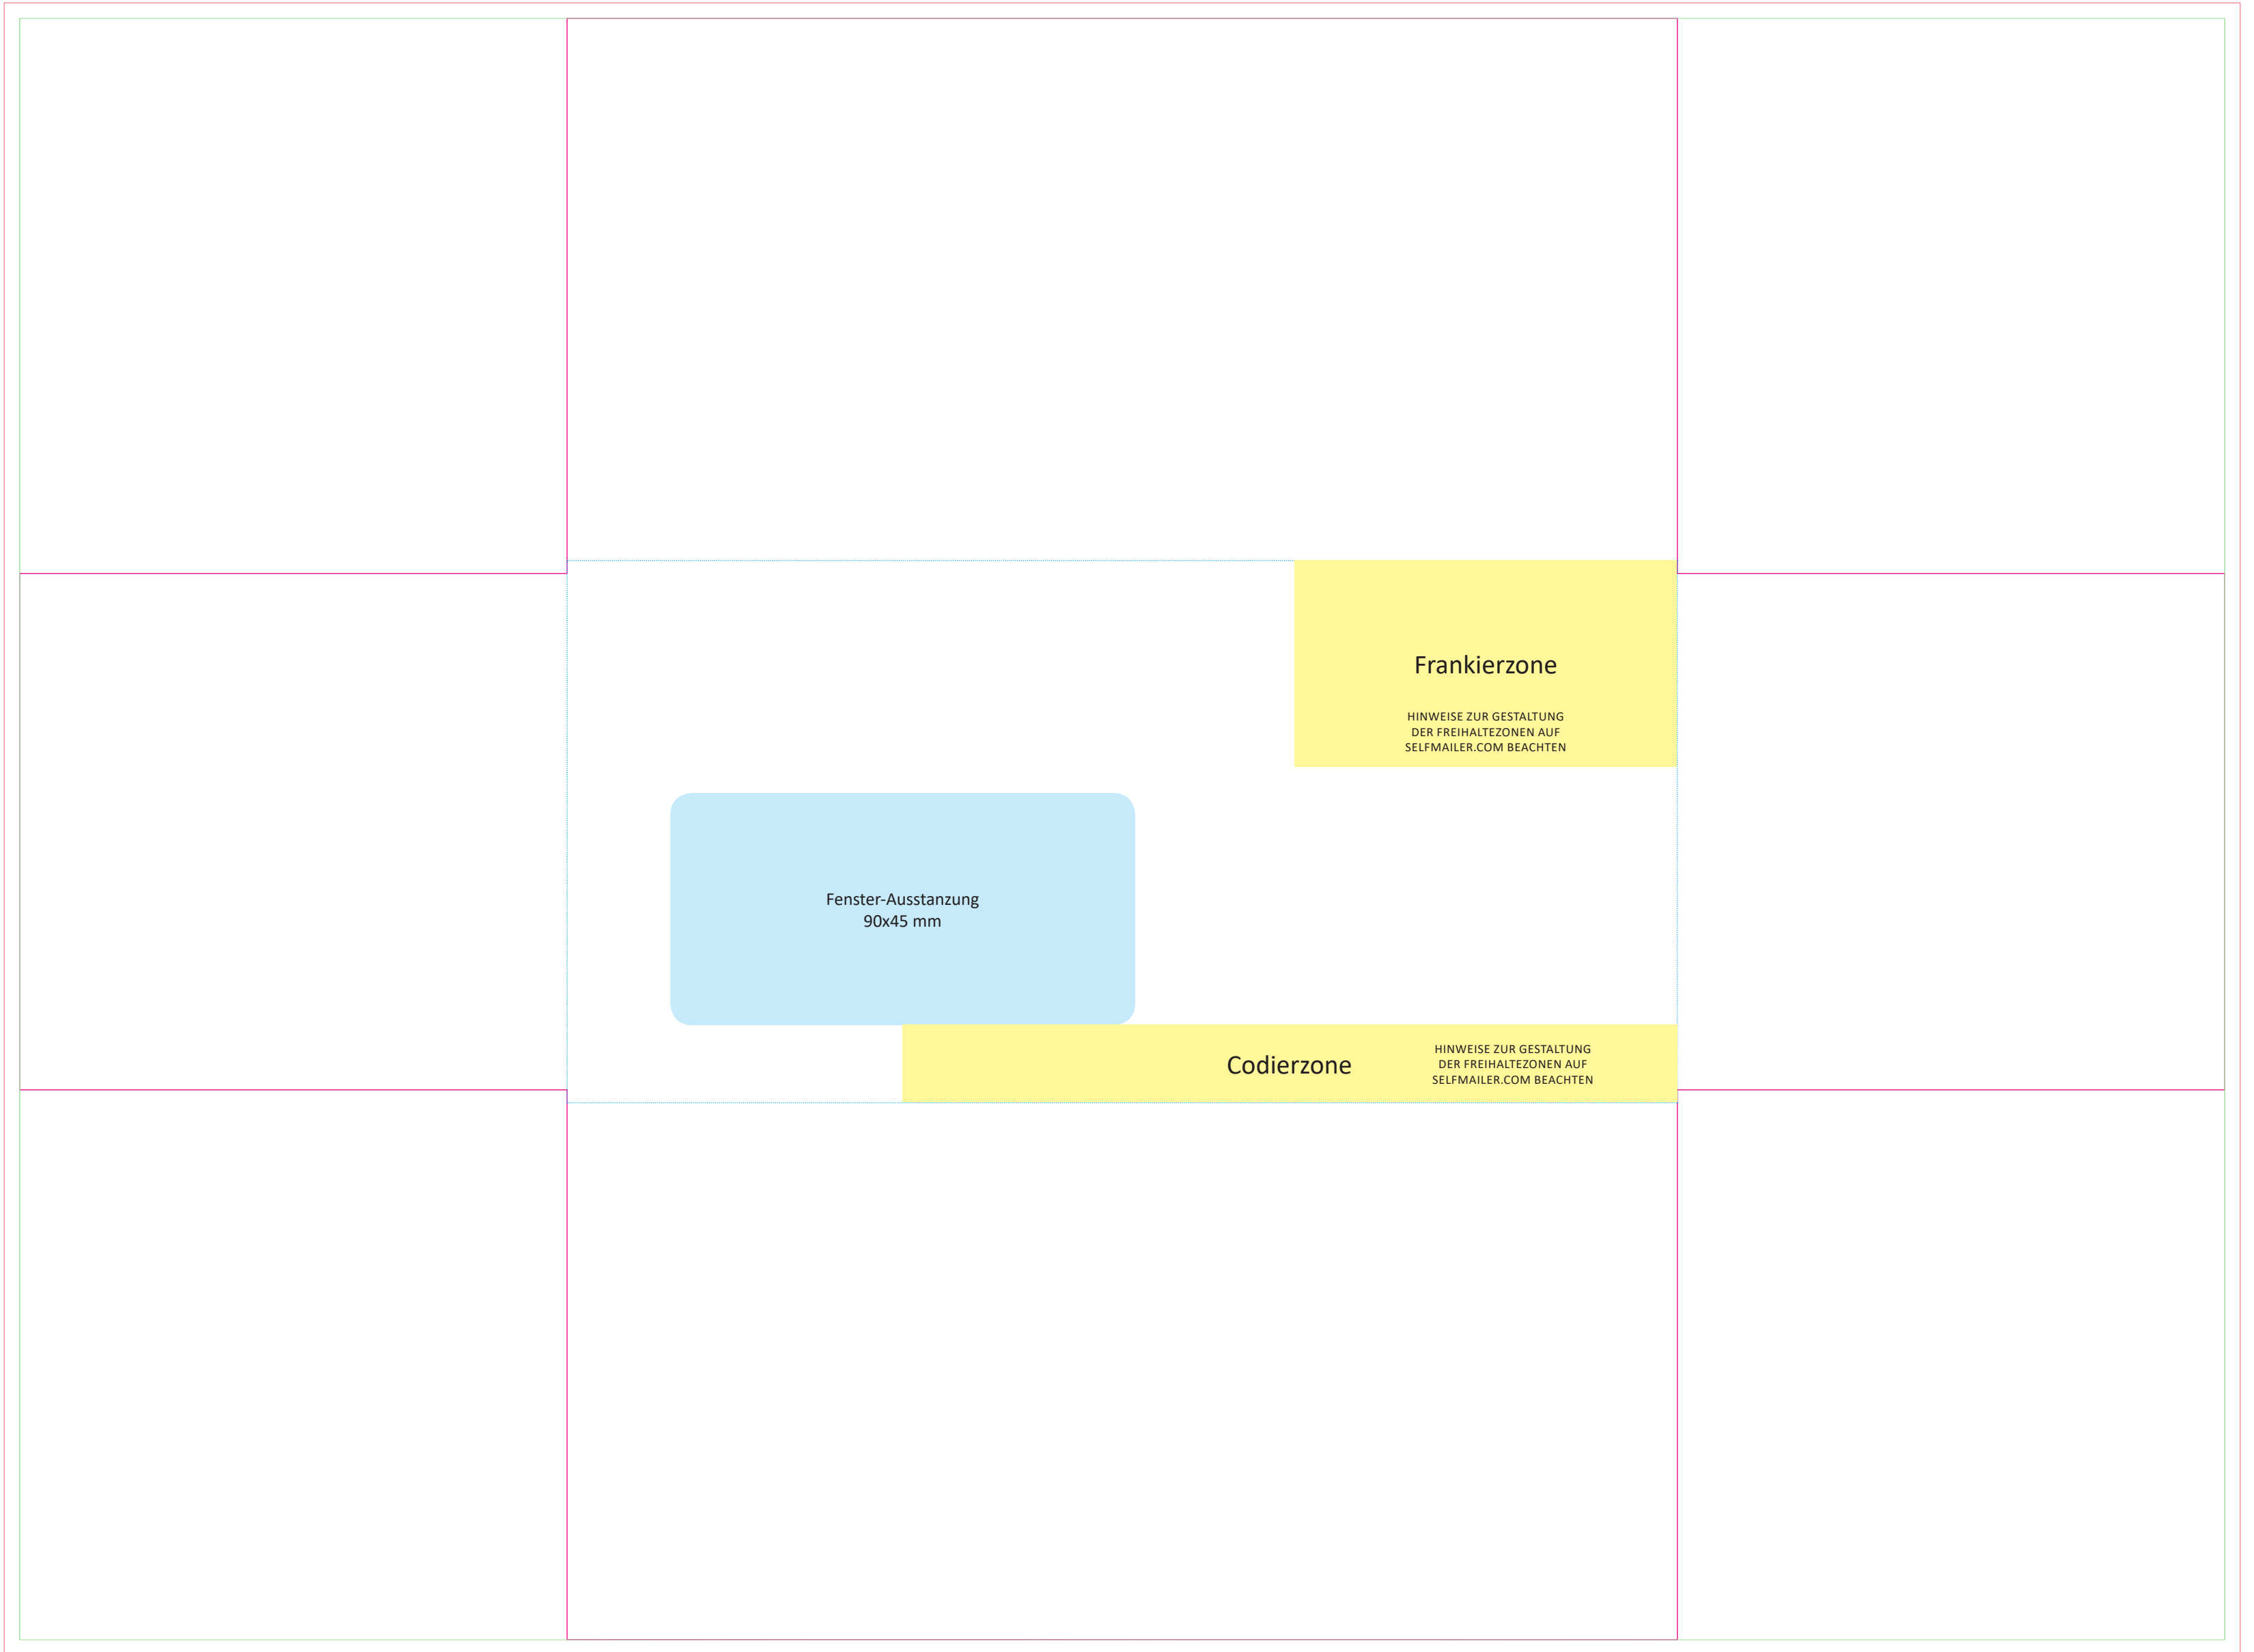 Frankierzone
HINWEISE ZUR GESTALTUNG
DER FREIHALTEZONEN AUF
SELFMAILER.COM BEACHTEN
Fenster-Ausstanzung
90x45 mm
Codierzone
HINWEISE ZUR GESTALTUNG
DER FREIHALTEZONEN AUF
SELFMAILER.COM BEACHTEN